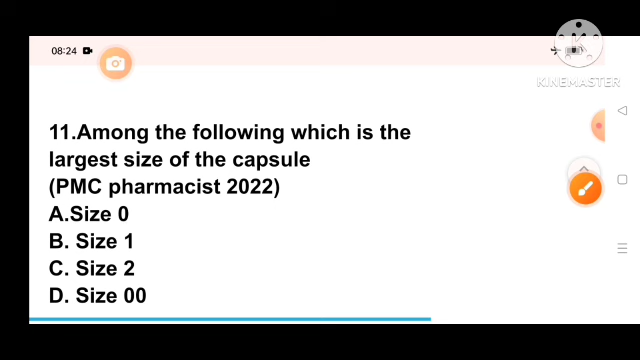 08:24
KINEMASTER
11.Among the following which is the
largest size of the capsule
(PMC pharmacist 2022)
A.Size 0
B. Size 1
C. Size 2
D. Size 00